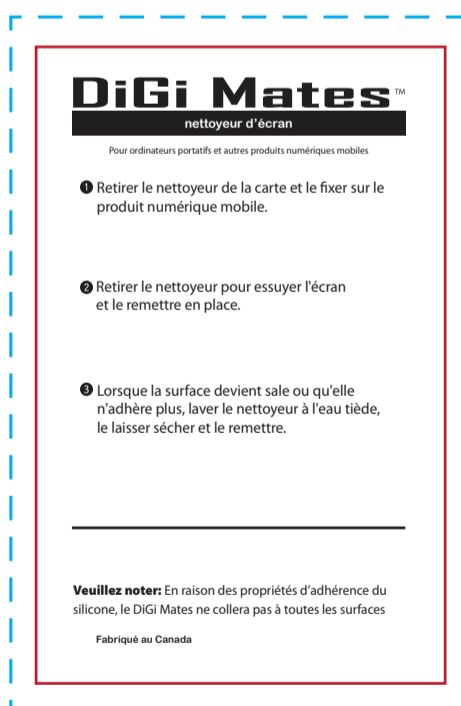 DiGi Mates™
nettoyeur d'écran
Pour ordinateurs portatifs et autres produits numériques mobiles
❶ Retirer le nettoyeur de la carte et le fixer sur le
produit numérique mobile.
❷ Retirer le nettoyeur pour essuyer l'écran
et le remettre en place.
❸ Lorsque la surface devient sale ou qu'elle
n'adhère plus, laver le nettoyeur à l'eau tiède,
le laisser sécher et le remettre.
Veuillez noter: En raison des propriétés d'adhérence du
silicone, le DiGi Mates ne collera pas à toutes les surfaces
Fabriqué au Canada